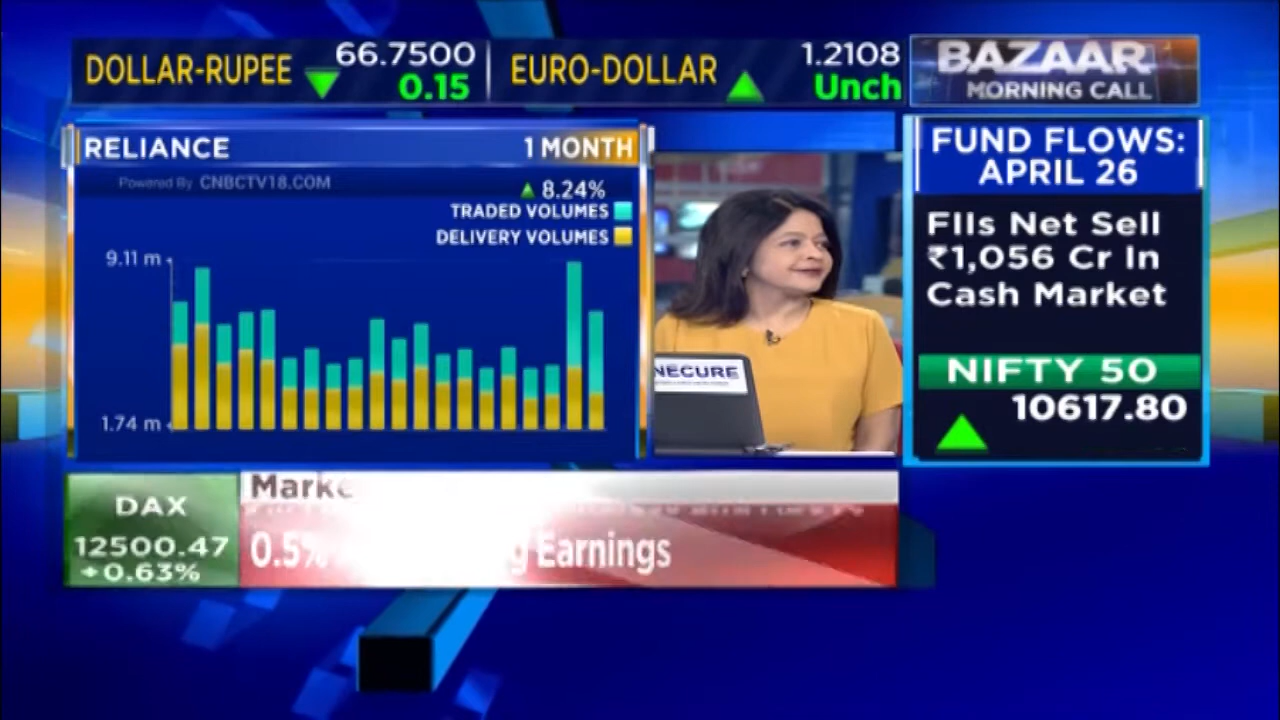 DOLLAR-RUPEE 66.7500
0.15
EURO-DOLLAR 1.2108
Unch
BAZAAR
MORNING CALL
RELIANCE 1 MONTH
Powered By CNBCTV18.COM
8.24%
TRADED VOLUMES
DELIVERY VOLUMES
9.11 m
1.74 m
NECURE
FUND FLOWS:
APRIL 26
FIIs Net Sell
₹1,056 Cr In
Cash Market
NIFTY 50
10617.80
DAX
12500.47
+0.63%
Marke
0.5% Earnings